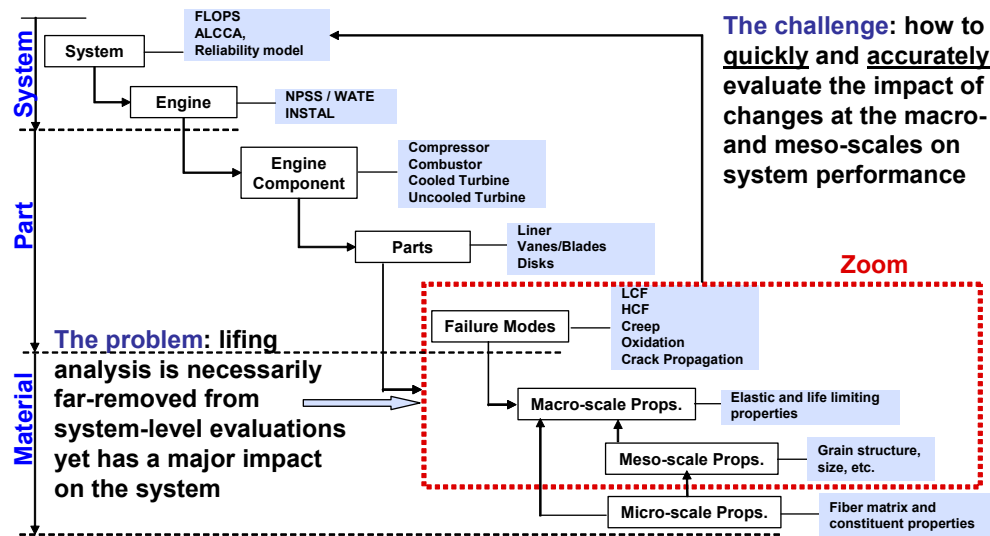 FLOPS
ALCCA,
Reliability model
System
System
Engine
NPSS / WATE
INSTAL
The challenge: how to
quickly and accurately
evaluate the impact of
changes at the macro-
and meso-scales on
system performance
Part
Engine
Component
Compressor
Combustor
Cooled Turbine
Uncooled Turbine
Parts
Liner
Vanes/Blades
Disks
Zoom
Failure Modes
LCF
HCF
Creep
Oxidation
Crack Propagation
The problem: lifing
analysis is necessarily
far-removed from
system-level evaluations
yet has a major impact
on the system
Material
Macro-scale Props.
Elastic and life limiting
properties
Meso-scale Props.
Grain structure,
size, etc.
Micro-scale Props.
Fiber matrix and
constituent properties